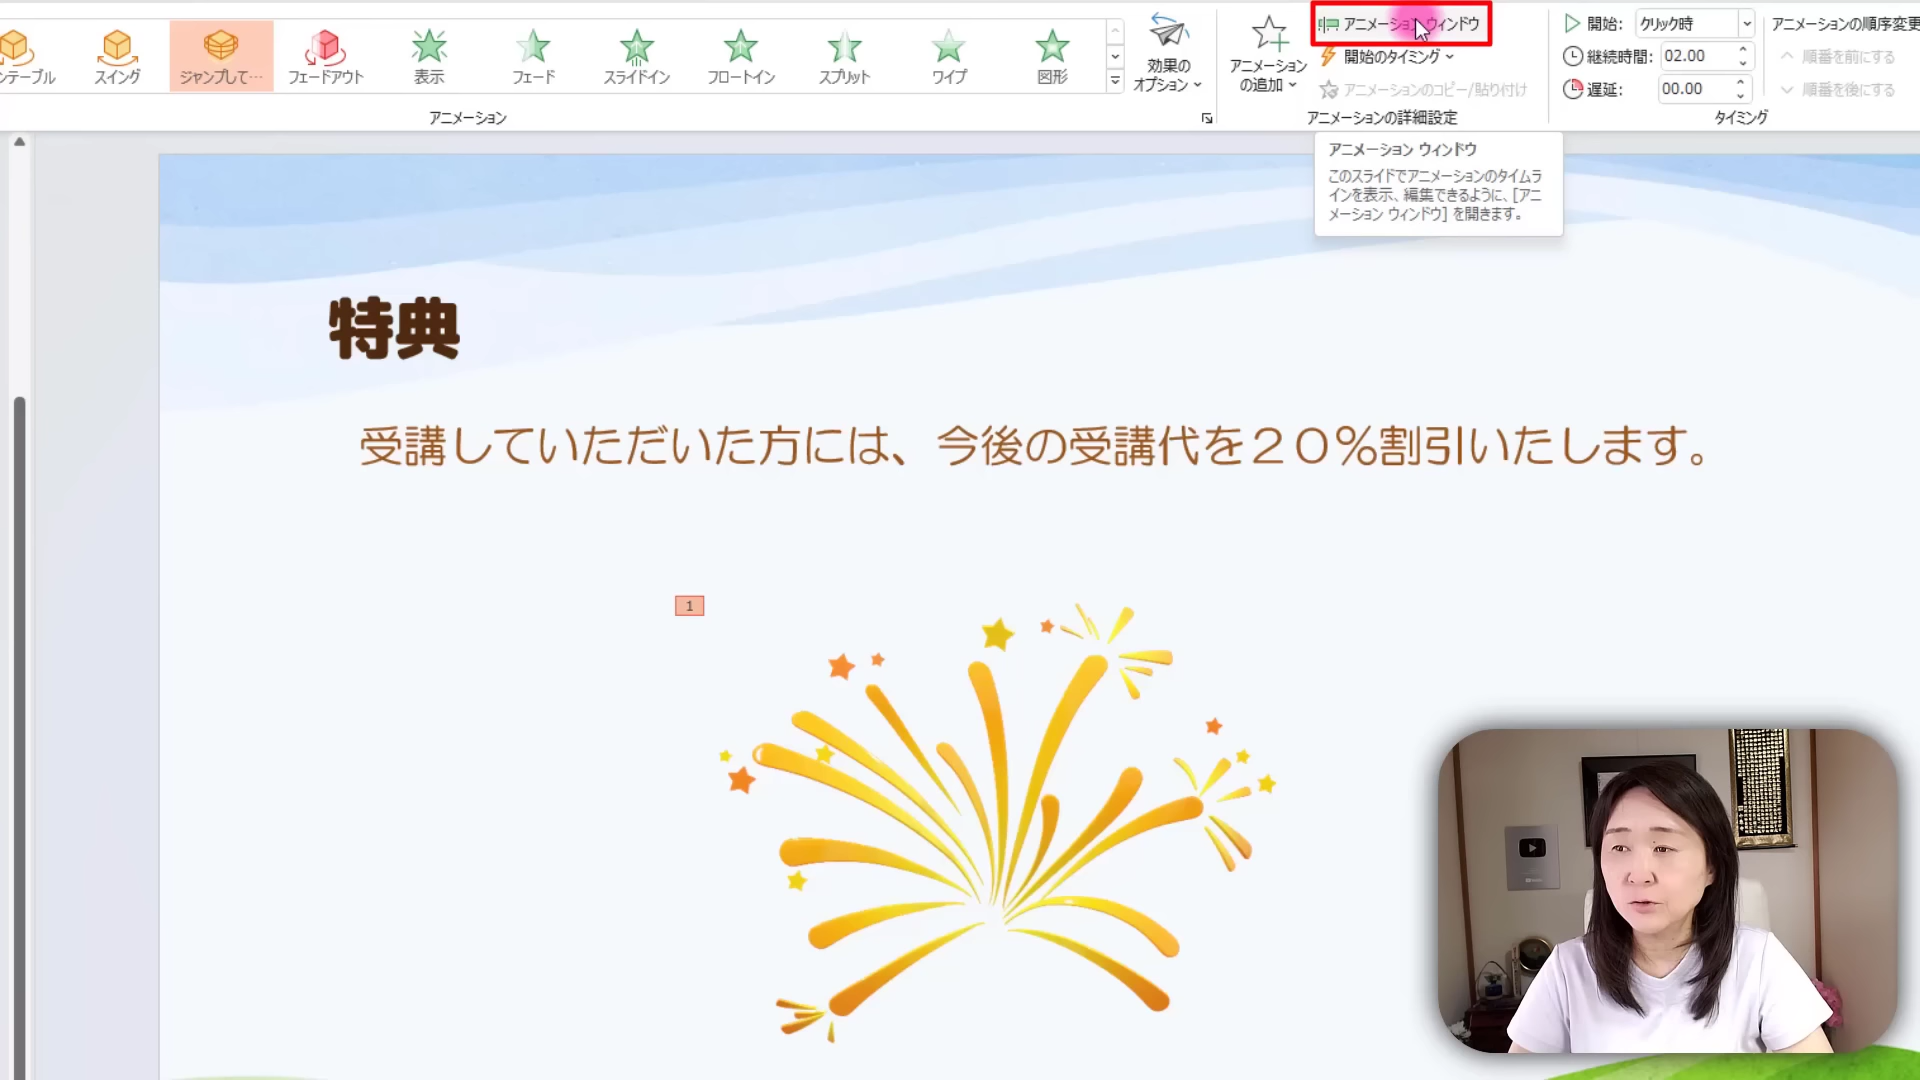 ンテーブル
スイング
ジャンプして…
フェードアウト
表示
フェード
スライドイン
フロートイン
スプリット
ワイプ
図形
効果の
オプション
アニメーション
アニメーション
の追加
アニメーション ウィンドウ
開始のタイミング
アニメーションのコピー/貼り付け
アニメーションの詳細設定
開始: クリック時
継続時間: 02.00
遅延: 00.00
タイミング
アニメーションの順序変更
順番を前にする
順番を後にする
アニメーション ウィンドウ
このスライドでアニメーションのタイムラ
インを表示、編集できるように、[アニ
メーション ウィンドウ] を開きます。
特典
受講していただいた方には、今後の受講代を２０％割引いたします。
1